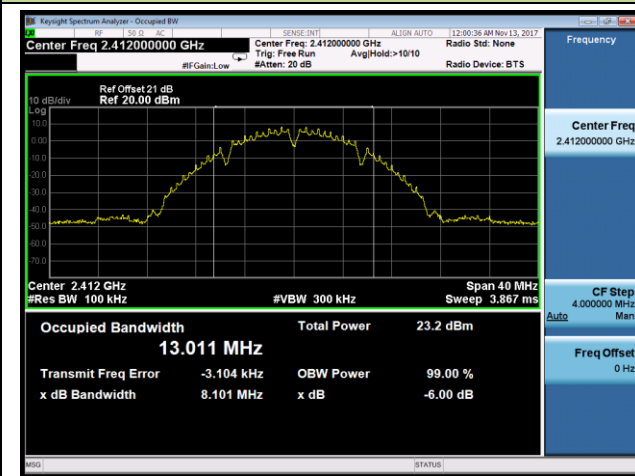 Keysight Spectrum Analyzer - Occupied BW
RF 50 Ω AC SENSE:INT ALIGN AUTO 12:00:36 AM Nov 13, 2017
Center Freq 2.412000000 GHz
Center Freq: 2.412000000 GHz
Radio Std: None
Trig: Free Run Avg|Hold:>10/10
#IFGain:Low
#Atten: 20 dB
Radio Device: BTS
Ref Offset 21 dB
10 dB/div Ref 20.00 dBm
Log
10.0
0.00
-10.0
-20.0
-30.0
-40.0
-50.0
-60.0
-70.0
Center 2.412 GHz Span 40 MHz
#Res BW 100 kHz #VBW 300 kHz Sweep 3.867 ms
Occupied Bandwidth Total Power 23.2 dBm
13.011 MHz
Transmit Freq Error -3.104 kHz OBW Power 99.00 %
x dB Bandwidth 8.101 MHz x dB -6.00 dB
MSG STATUS
Frequency
Center Freq
2.412000000 GHz
CF Step
4.000000 MHz
Auto Man
Freq Offset
0 Hz